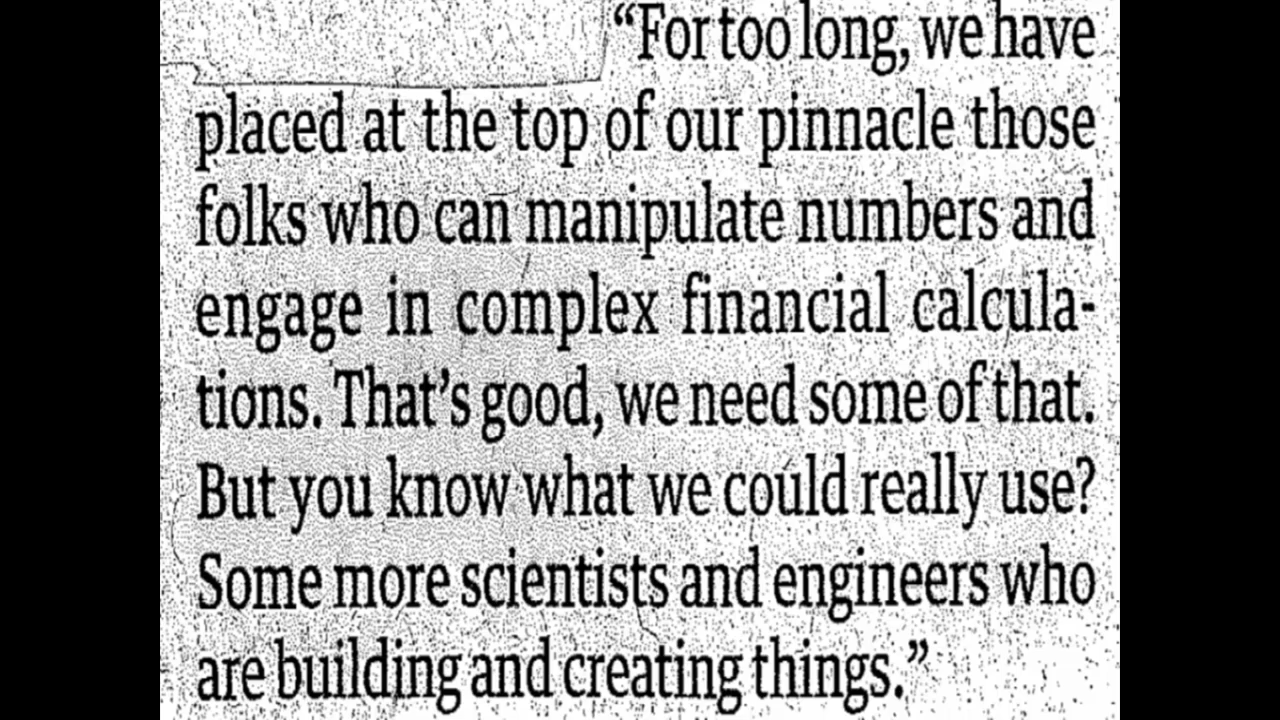 “For too long, we have
placed at the top of our pinnacle those
folks who can manipulate numbers and
engage in complex financial calcula-
tions. That’s good, we need some of that.
But you know what we could really use?
Some more scientists and engineers who
are building and creating things.”